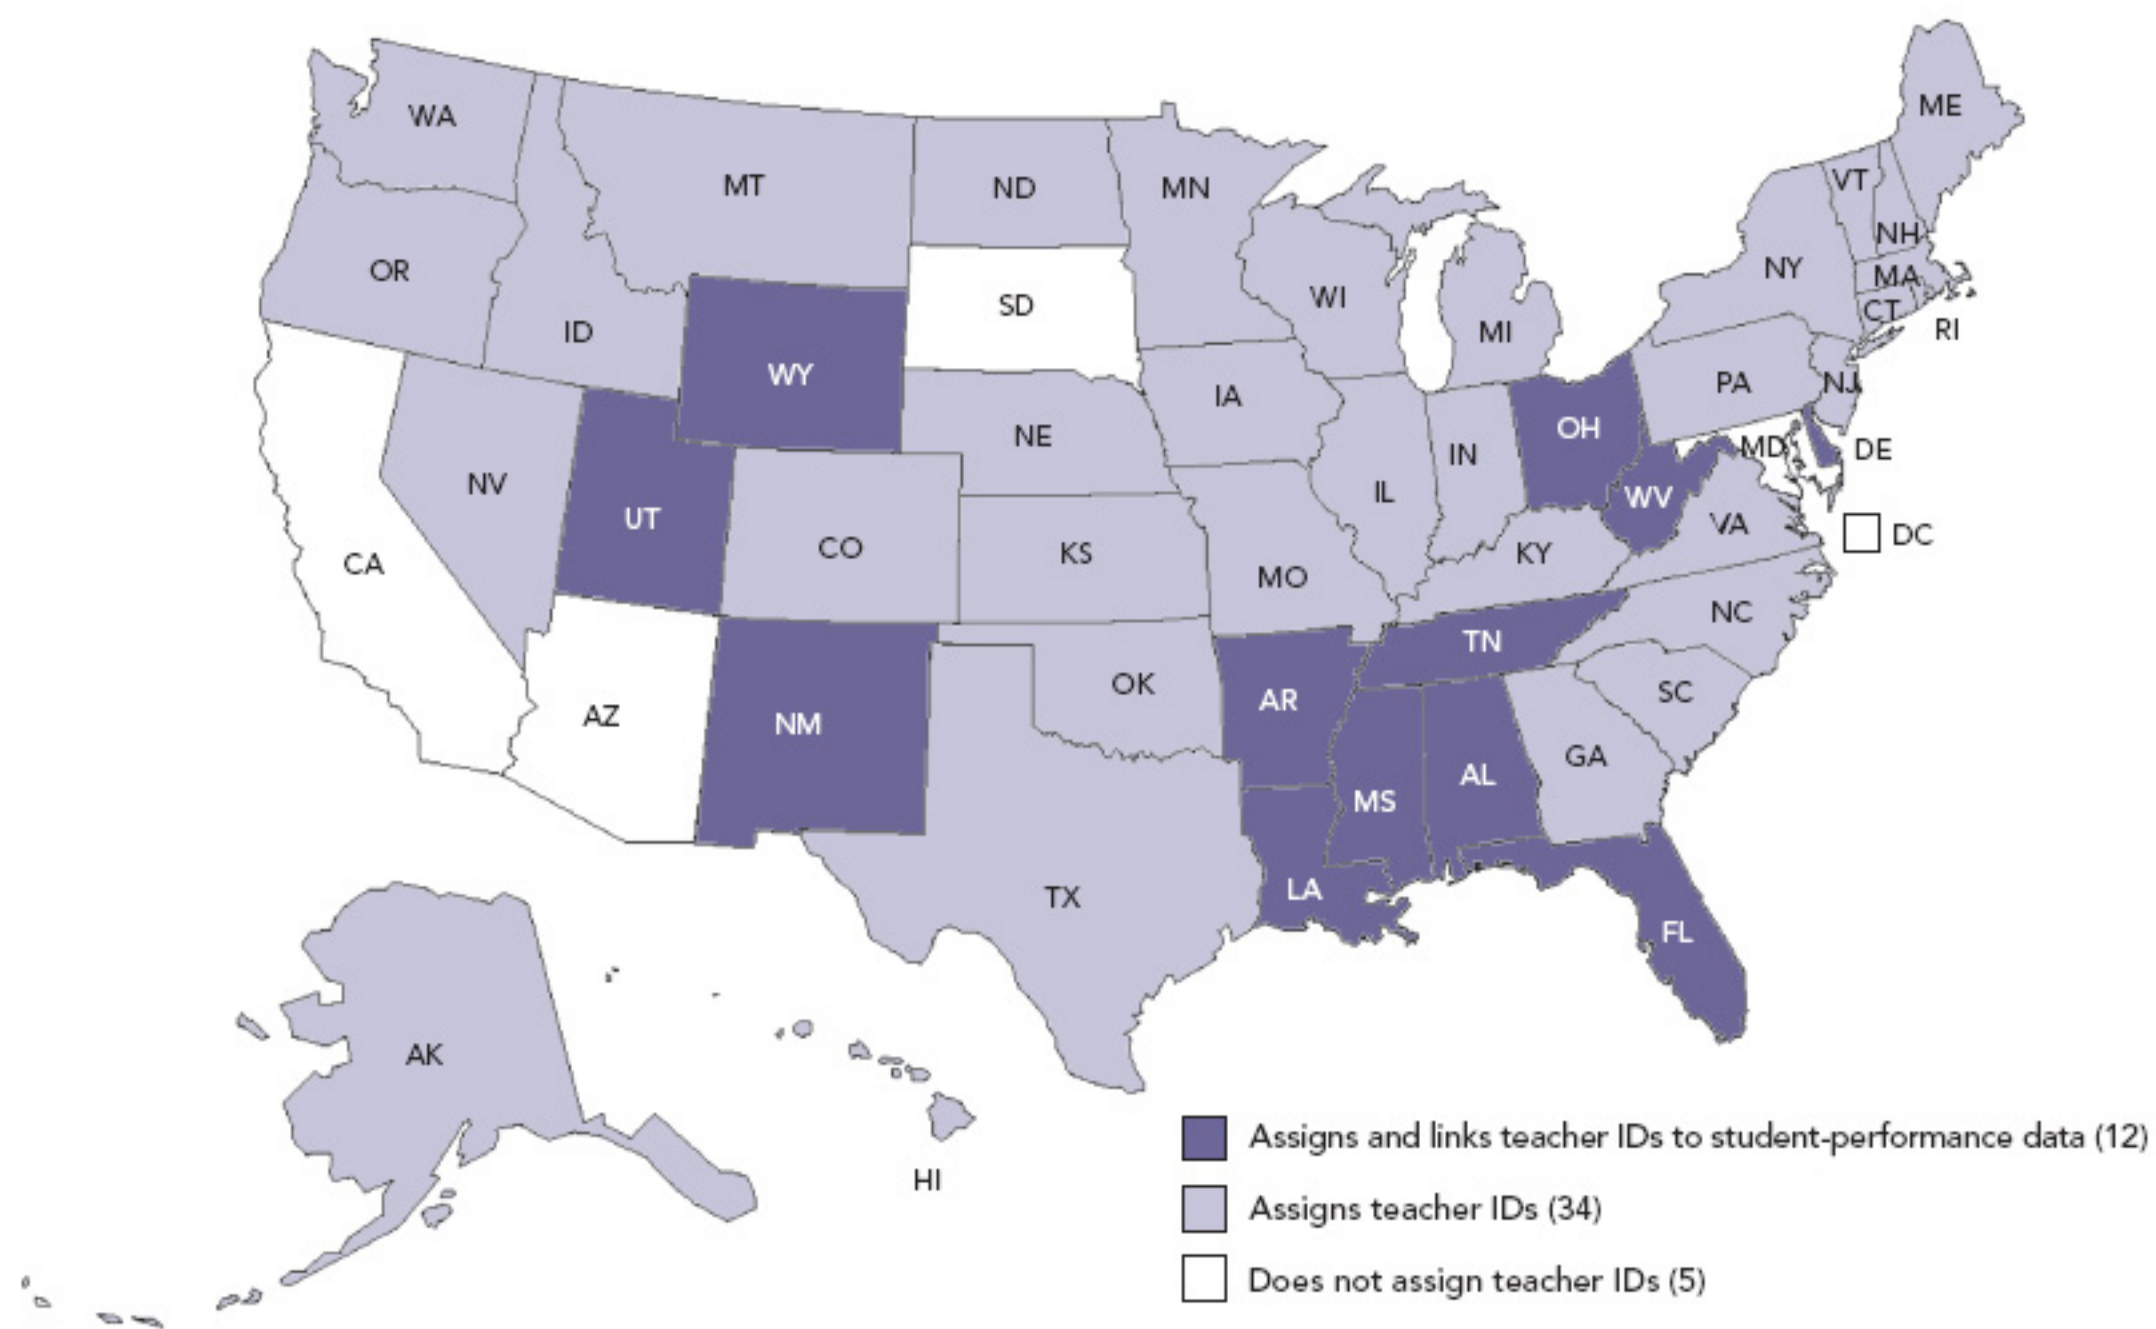 WA
ME
MT
ND
MN
VT
NH
OR
NY
MA
SD
WI
CT
RI
ID
MI
WY
PA
NJ
IA
OH
NE
MD
DE
IN
NV
IL
WV
UT
VA
DC
CO
KS
KY
CA
MO
NC
TN
OK
SC
AR
AZ
NM
GA
AL
MS
LA
TX
FL
AK
Assigns and links teacher IDs to student-performance data (12)
HI
Assigns teacher IDs (34)
Does not assign teacher IDs (5)